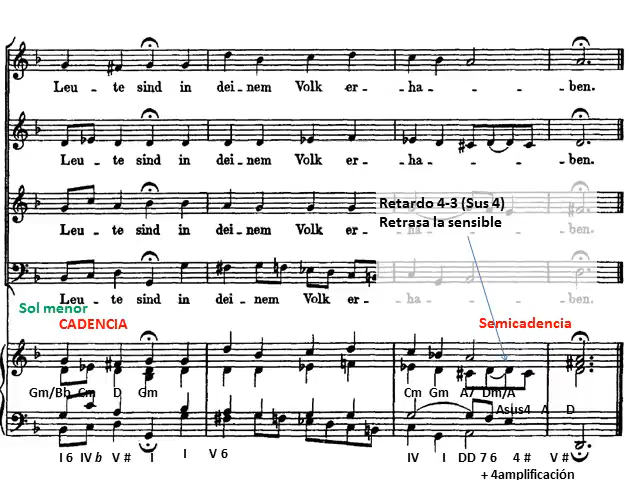 Leu - te sind in dei - nem Volk er - ha - - ben.
Leu - te sind in dei - nem Volk er - ha - - ben.
Retardo 4-3 (Sus 4)
Retrasa la sensible
Leu - te sind in dei - nem Volk er - ha - - ben.
Leu - te sind in dei - nem Volk er - ha - - ben.
Sol menor
CADENCIA Semicadencia
Gm/Bb Cm D Gm Cm Gm A7 Dm/A
Asus4 A D
I 6 IV b V # I I V 6 IV I DD 7 6 4 # V #
+ 4amplificación